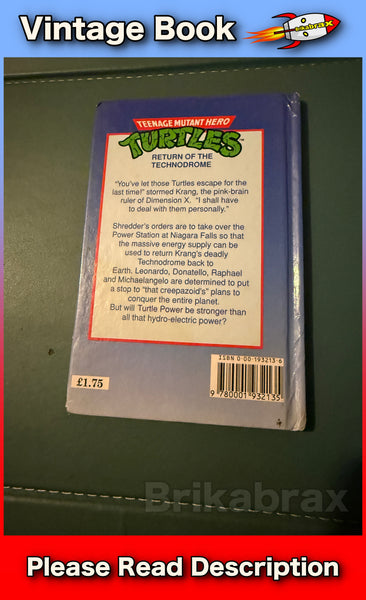 Vintage Book
brikabrax
TEENAGE MUTANT HERO
TURTLES
RETURN OF THE
TECHNODROME
"You've let those Turtles escape for
the last time!" stormed Krang, the pink-brain
ruler of Dimension X. "I shall have
to deal with them personally."
Shredder's orders are to take over the
Power Station at Niagara Falls so that
the massive energy supply can be
used to return Krang's deadly
Technodrome back to
Earth. Leonardo, Donatello, Raphael
and Michaelangelo are determined to put
a stop to "that creepazoid's" plans to
conquer the entire planet.
But will Turtle Power be stronger than
all that hydro-electric power?
ISBN 0-00-193213-6
£1.75
9 780001 932135
Brikabrax
Please Read Description